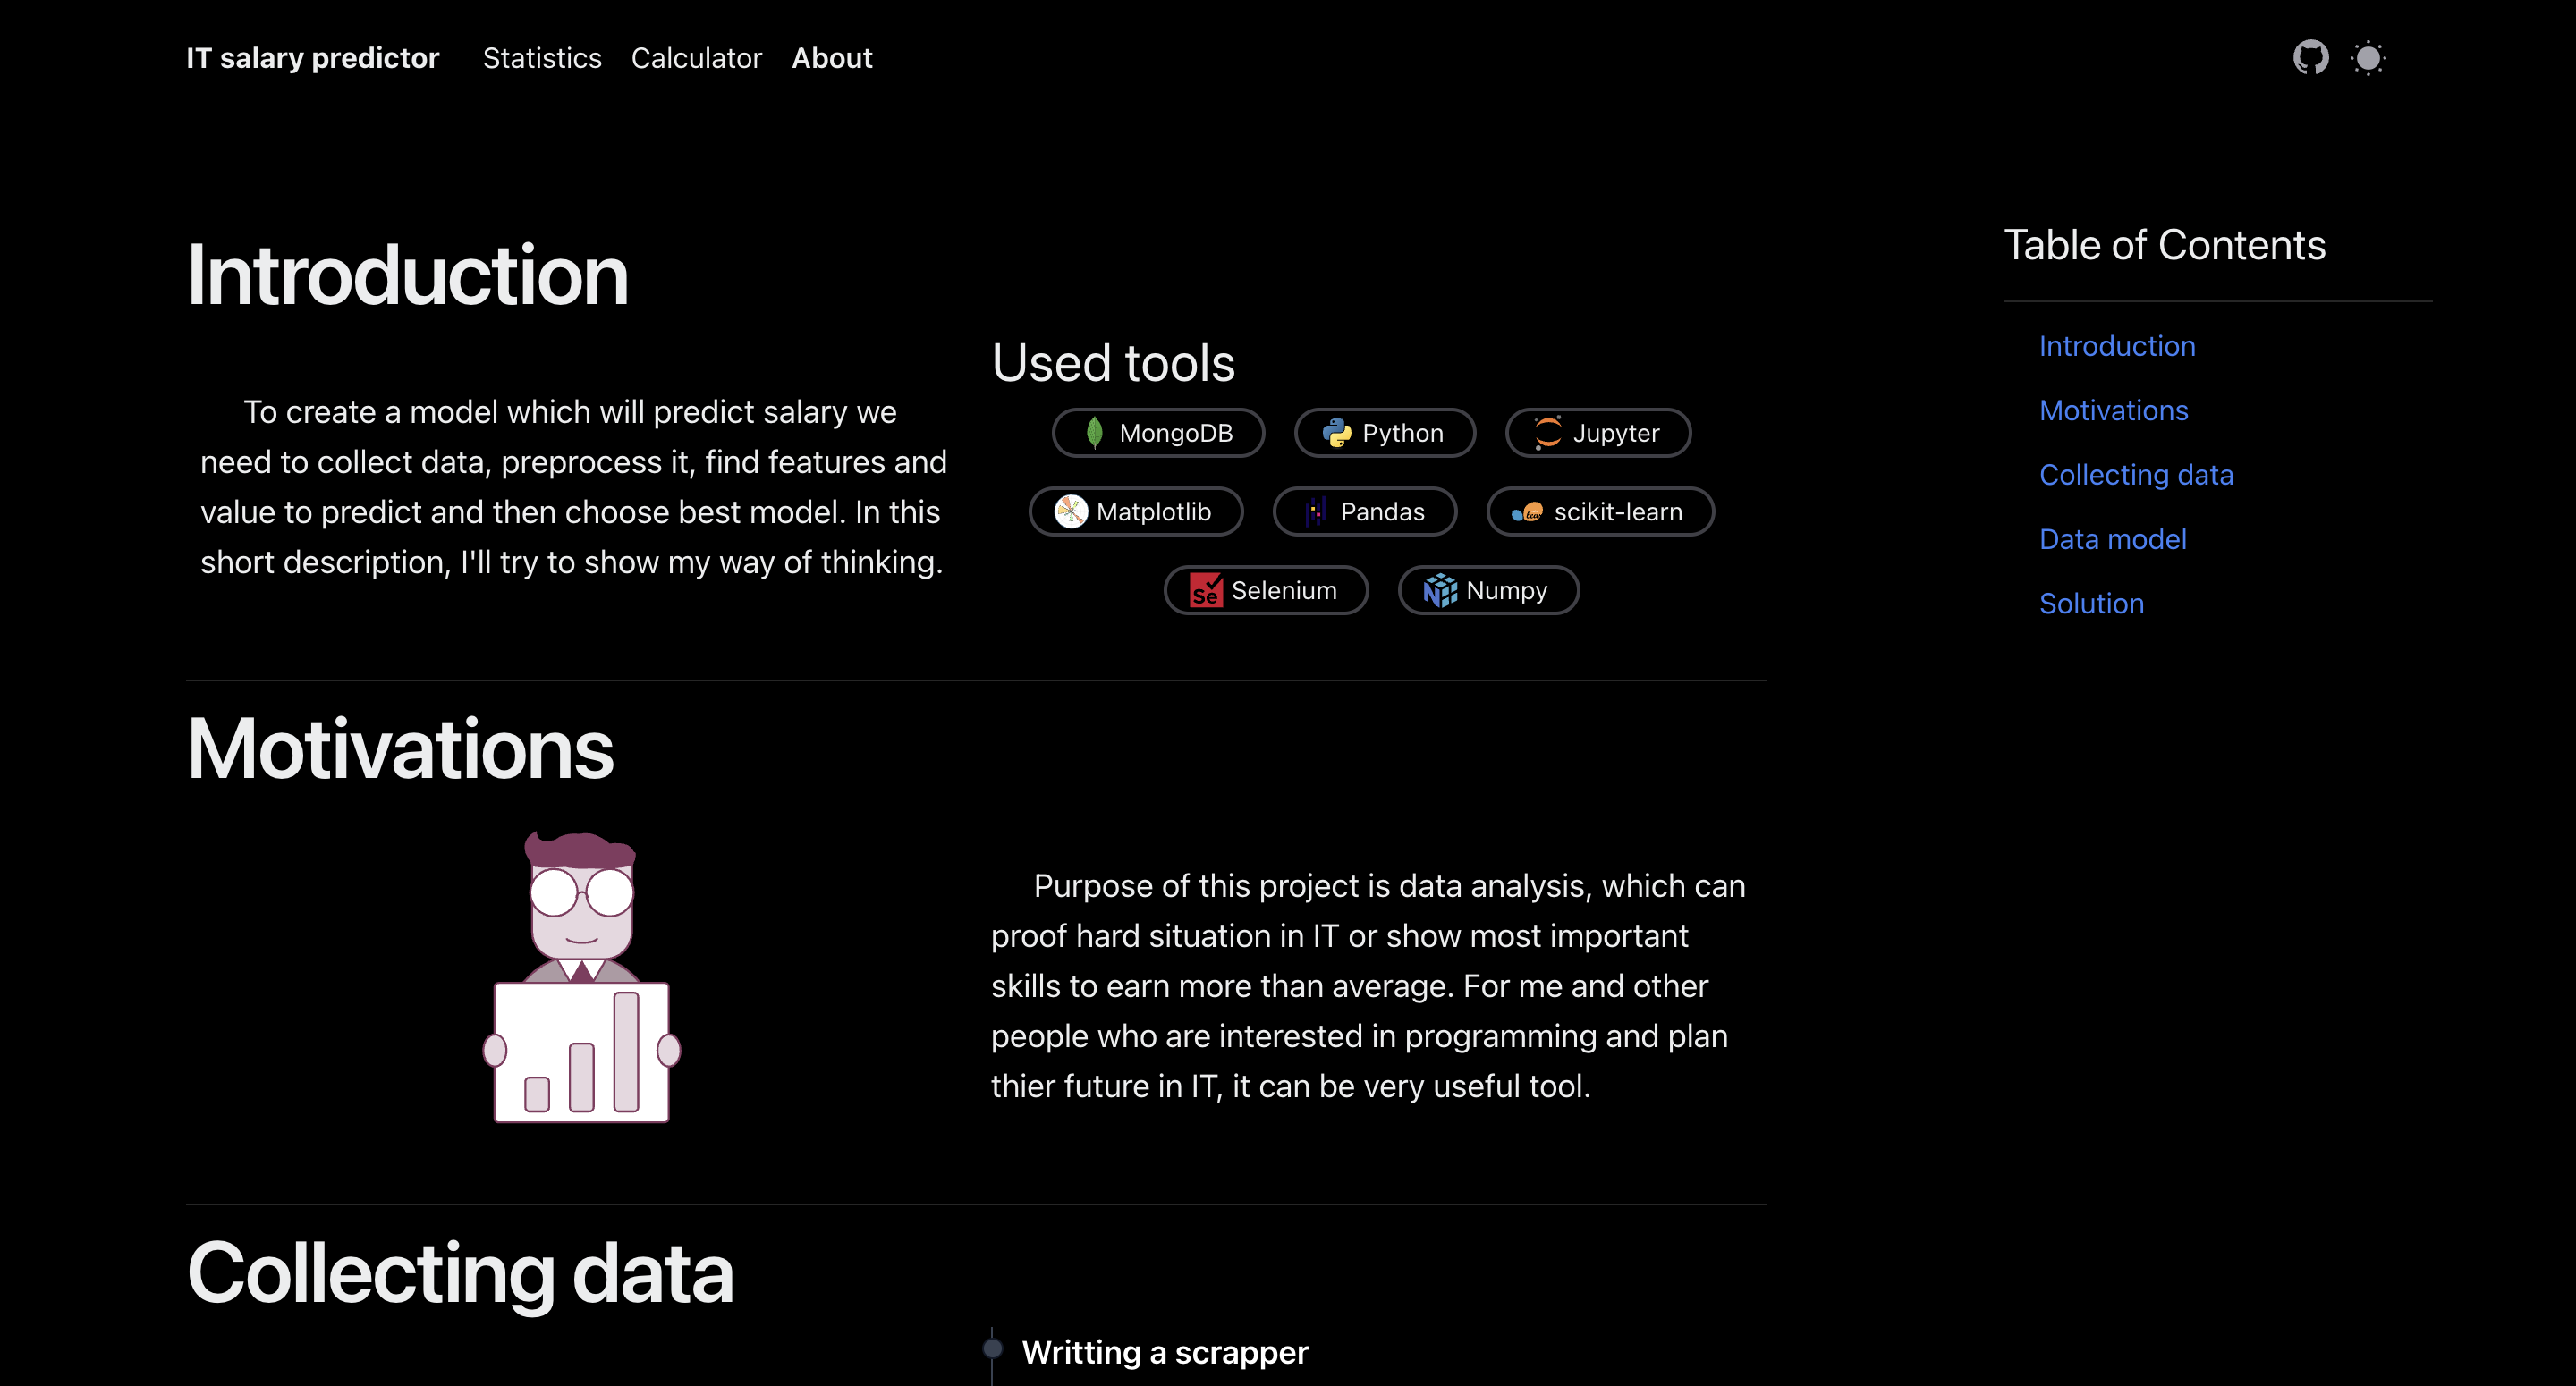 IT salary predictor Statistics Calculator About
Introduction
To create a model which will predict salary we
need to collect data, preprocess it, find features and
value to predict and then choose best model. In this
short description, I'll try to show my way of thinking.
Used tools
MongoDB Python Jupyter
Matplotlib Pandas scikit-learn
Se Selenium Numpy
Motivations
Purpose of this project is data analysis, which can
proof hard situation in IT or show most important
skills to earn more than average. For me and other
people who are interested in programming and plan
thier future in IT, it can be very useful tool.
Collecting data
Writting a scrapper
Table of Contents
Introduction
Motivations
Collecting data
Data model
Solution